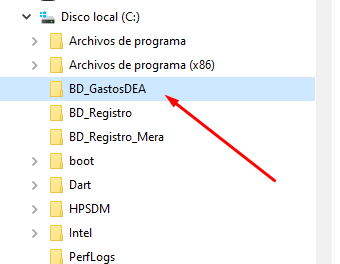 Disco local (C:)
Archivos de programa
Archivos de programa (x86)
BD_GastosDEA
BD_Registro
BD_Registro_Mera
boot
Dart
HPSDM
Intel
PerfLogs